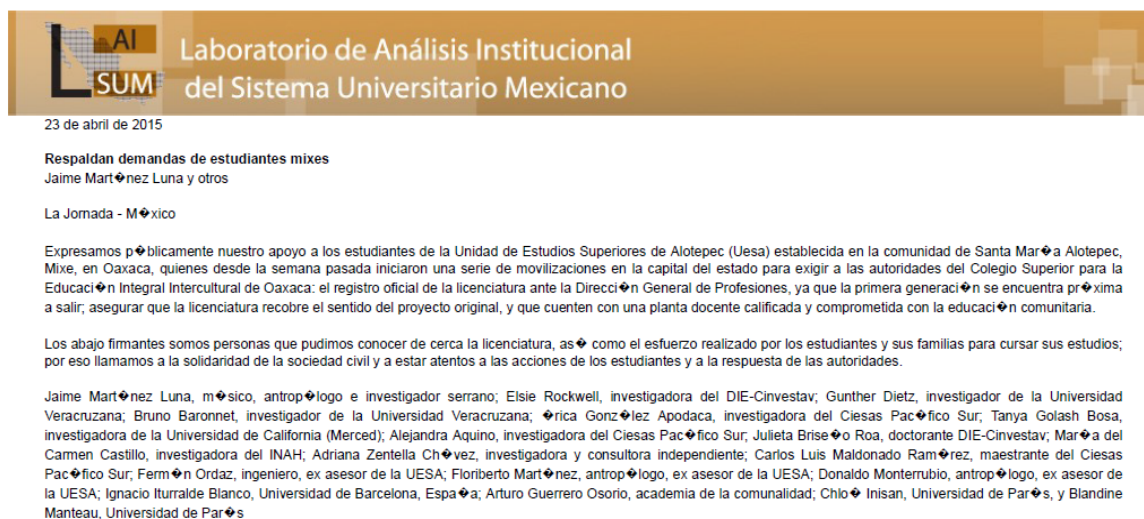 AI
SUM
Laboratorio de Análisis Institucional
del Sistema Universitario Mexicano
23 de abril de 2015
Respaldan demandas de estudiantes mixes
Jaime Mart�nez Luna y otros
La Jornada - M�xico
Expresamos p�blicamente nuestro apoyo a los estudiantes de la Unidad de Estudios Superiores de Alotepec (Uesa) establecida en la comunidad de Santa Mar�a Alotepec,
Mixe, en Oaxaca, quienes desde la semana pasada iniciaron una serie de movilizaciones en la capital del estado para exigir a las autoridades del Colegio Superior para la
Educaci�n Integral Intercultural de Oaxaca: el registro oficial de la licenciatura ante la Direcci�n General de Profesiones, ya que la primera generaci�n se encuentra pr�xima
a salir; asegurar que la licenciatura recobre el sentido del proyecto original, y que cuenten con una planta docente calificada y comprometida con la educaci�n comunitaria.
Los abajo firmantes somos personas que pudimos conocer de cerca la licenciatura, as� como el esfuerzo realizado por los estudiantes y sus familias para cursar sus estudios;
por eso llamamos a la solidaridad de la sociedad civil y a estar atentos a las acciones de los estudiantes y a la respuesta de las autoridades.
Jaime Mart�nez Luna, m�sico, antrop�logo e investigador serrano; Elsie Rockwell, investigadora del DIE-Cinvestav; Gunther Dietz, investigador de la Universidad
Veracruzana; Bruno Baronnet, investigador de la Universidad Veracruzana; �rica Gonz�lez Apodaca, investigadora del Ciesas Pac�fico Sur; Tanya Golash Bosa,
investigadora de la Universidad de California (Merced); Alejandra Aquino, investigadora del Ciesas Pac�fico Sur; Julieta Brise�o Roa, doctorante DIE-Cinvestav; Mar�a del
Carmen Castillo, investigadora del INAH; Adriana Zentella Ch�vez, investigadora y consultora independiente; Carlos Luis Maldonado Ram�rez, maestrante del Ciesas
Pac�fico Sur; Ferm�n Ordaz, ingeniero, ex asesor de la UESA; Floriberto Mart�nez, antrop�logo, ex asesor de la UESA; Donaldo Monterrubio, antrop�logo, ex asesor de
la UESA; Ignacio Iturralde Blanco, Universidad de Barcelona, Espa�a; Arturo Guerrero Osorio, academia de la comunalidad; Chlo� Inisan, Universidad de Par�s, y Blandine
Manteau, Universidad de Par�s